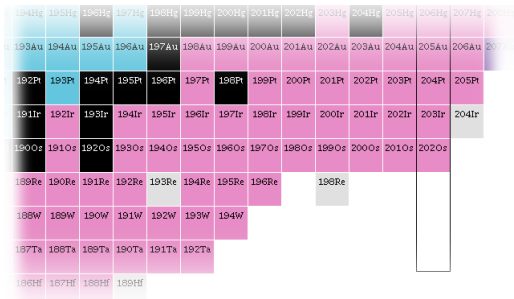 194Hg 195Hg 196Hg 197Hg 198Hg 199Hg 200Hg 201Hg 202Hg 203Hg 204Hg 205Hg 206Hg 207Hg
193Au 194Au 195Au 196Au 197Au 198Au 199Au 200Au 201Au 202Au 203Au 204Au 205Au 206Au
192Pt 193Pt 194Pt 195Pt 196Pt 197Pt 198Pt 199Pt 200Pt 201Pt 202Pt 203Pt 204Pt 205Pt
191Ir 192Ir 193Ir 194Ir 195Ir 196Ir 197Ir 198Ir 199Ir 200Ir 201Ir 202Ir 203Ir 204Ir
190Os 191Os 192Os 193Os 194Os 195Os 196Os 197Os 198Os 199Os 200Os 201Os 202Os
189Re 190Re 191Re 192Re 193Re 194Re 195Re 196Re 198Re
188W 189W 190W 191W 192W 193W 194W
187Ta 188Ta 189Ta 190Ta 191Ta 192Ta
186Hf 187Hf 188Hf 189Hf